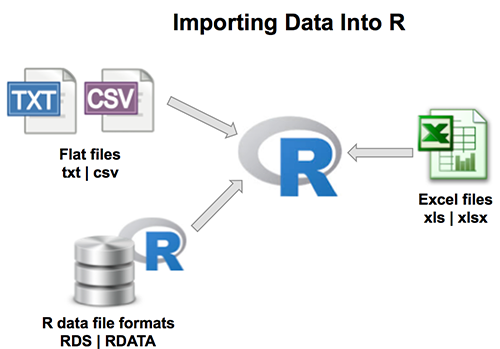 Importing Data Into R
TXT
CSV
Flat files
txt | csv
R
X
Excel files
xls | xlsx
R
R data file formats
RDS | RDATA